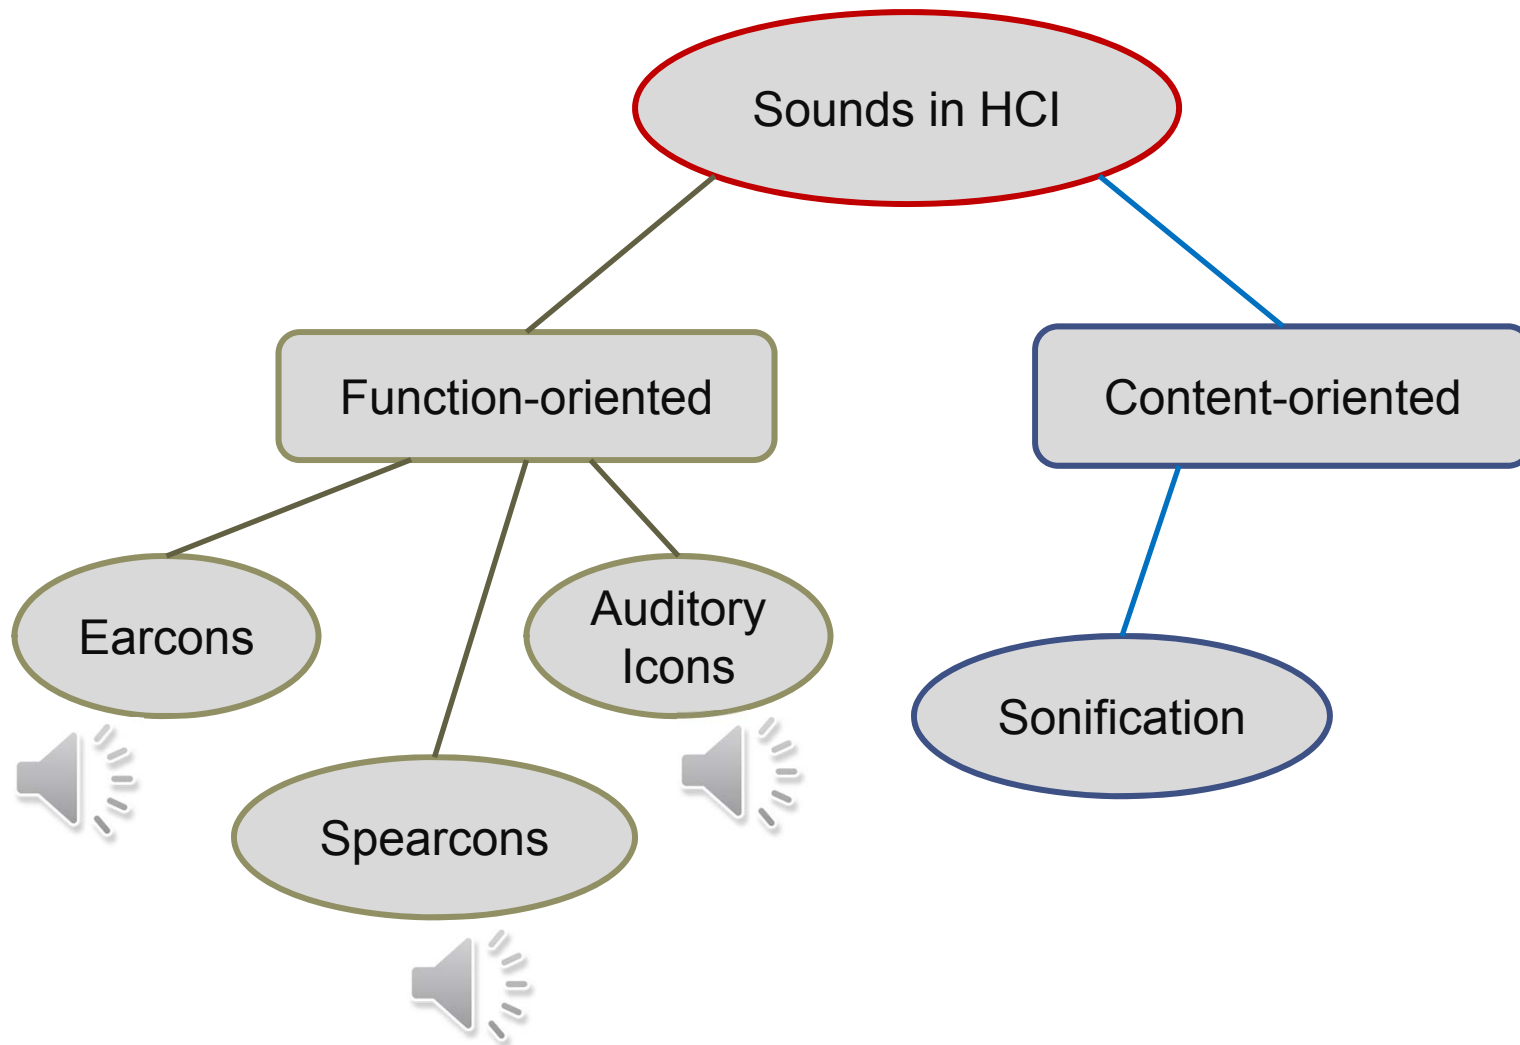 Sounds in HCI
Function-oriented
Content-oriented
Earcons
Auditory
Icons
Sonification
Spearcons